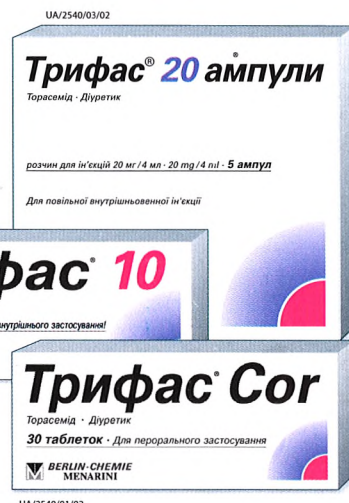 UA/2540/03/02
Трифас® 20 ампули
Торасемід - Діуретик
розчин для ін'єкцій 20 мг/4 мл · 20 mg/4 ml · 5 ампул
Для повільної внутрішньовенної ін'єкції
фас® 10
нутрішнього застосування!
Трифас® Cor
Торасемід · Діуретик
30 таблеток · Для перорального застосування
BERLIN-CHEMIE
MENARINI